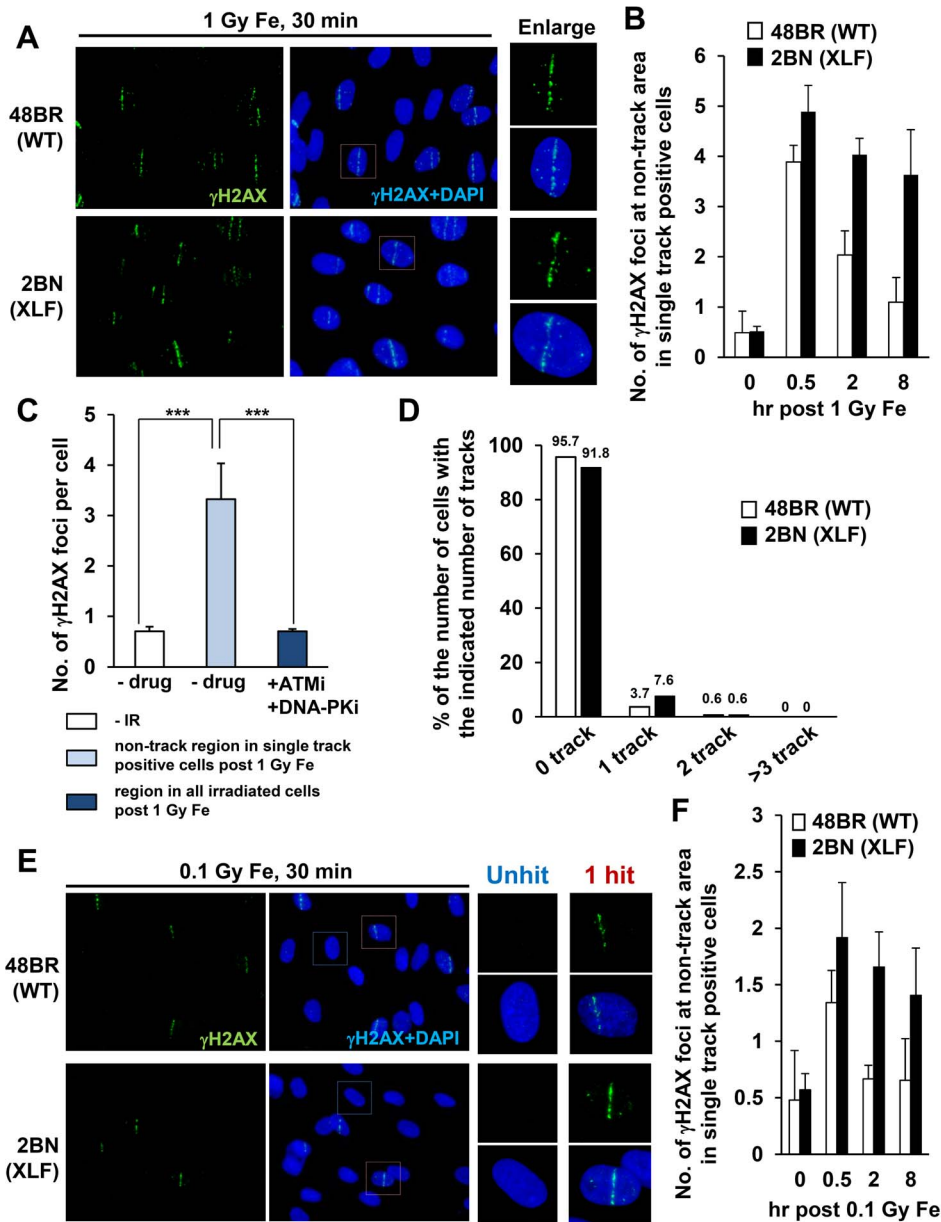 A
1 Gy Fe, 30 min
Enlarge
48BR
(WT)
γH2AX
γH2AX+DAPI
2BN
(XLF)
B
48BR (WT)
2BN (XLF)
No. of γH2AX foci at non-track area
in single track positive cells
6
5
4
3
2
1
0
0 0.5 2 8
hr post 1 Gy Fe
C
No. of γH2AX foci per cell
5
4
3
2
1
0
*** ***
- drug - drug +ATMi
+DNA-PKi
- IR
non-track region in single track
positive cells post 1 Gy Fe
region in all irradiated cells
post 1 Gy Fe
D
% of the number of cells with
the indicated number of tracks
100
80
60
40
20
0
95.7 91.8
3.7 7.6
0.6 0.6
0 0
0 track 1 track 2 track >3 track
48BR (WT)
2BN (XLF)
E
0.1 Gy Fe, 30 min
Unhit 1 hit
48BR
(WT)
γH2AX
γH2AX+DAPI
2BN
(XLF)
F
48BR (WT)
2BN (XLF)
No. of γH2AX foci at non-track area
in single track positive cells
3
2.5
2
1.5
1
0.5
0
0 0.5 2 8
hr post 0.1 Gy Fe